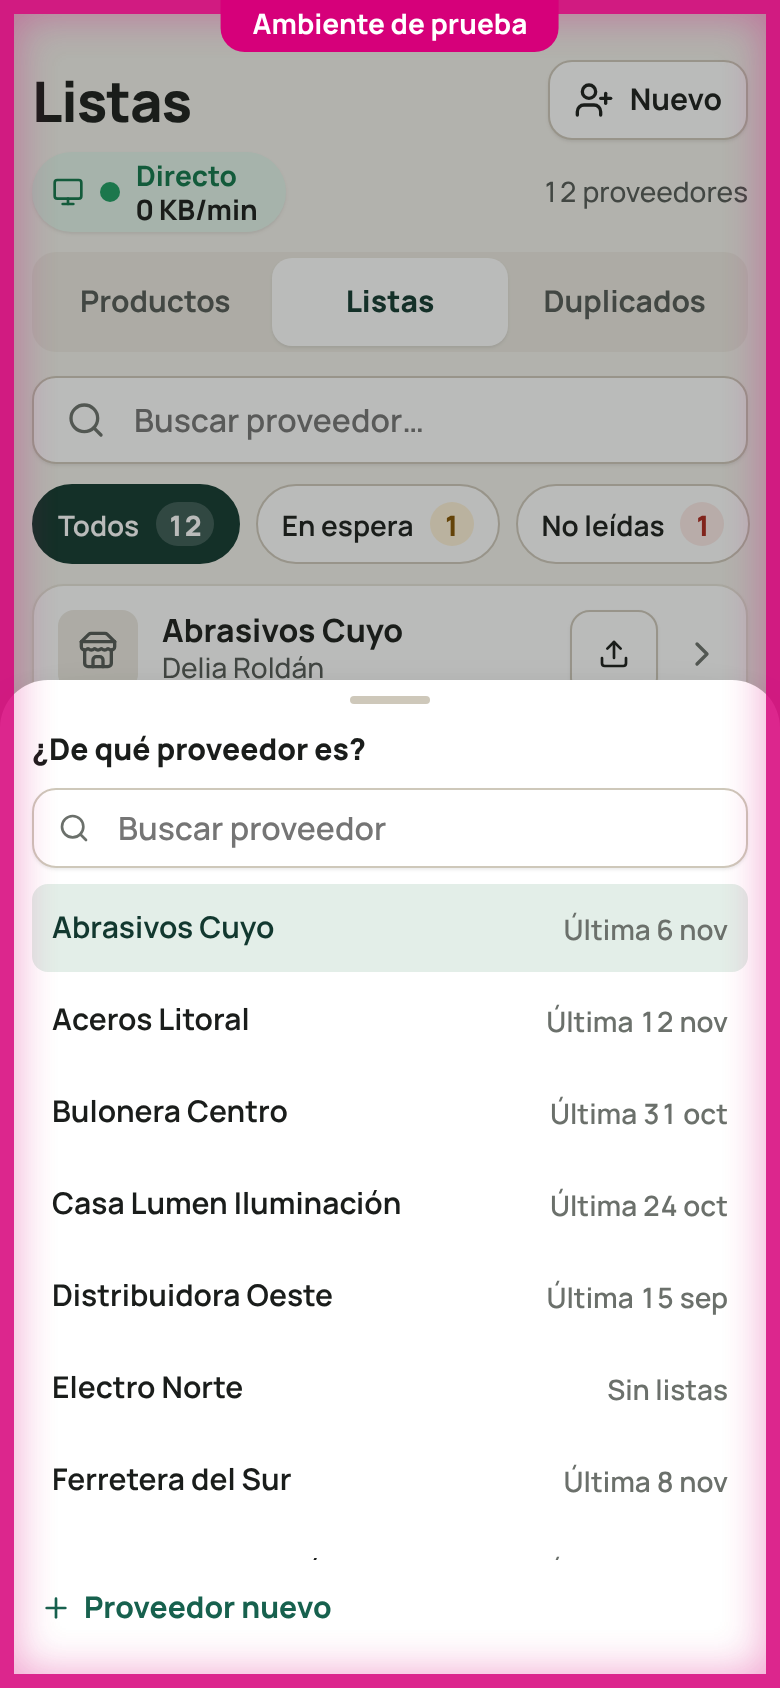 Ambiente de prueba
Listas
Nuevo
Directo
0 KB/min
12 proveedores
Productos
Listas
Duplicados
Buscar proveedor...
Todos 12
En espera 1
No leídas 1
Abrasivos Cuyo
Delia Roldán
¿De qué proveedor es?
Buscar proveedor
Abrasivos Cuyo
Última 6 nov
Aceros Litoral
Última 12 nov
Bulonera Centro
Última 31 oct
Casa Lumen Iluminación
Última 24 oct
Distribuidora Oeste
Última 15 sep
Electro Norte
Sin listas
Ferretera del Sur
Última 8 nov
Proveedor nuevo